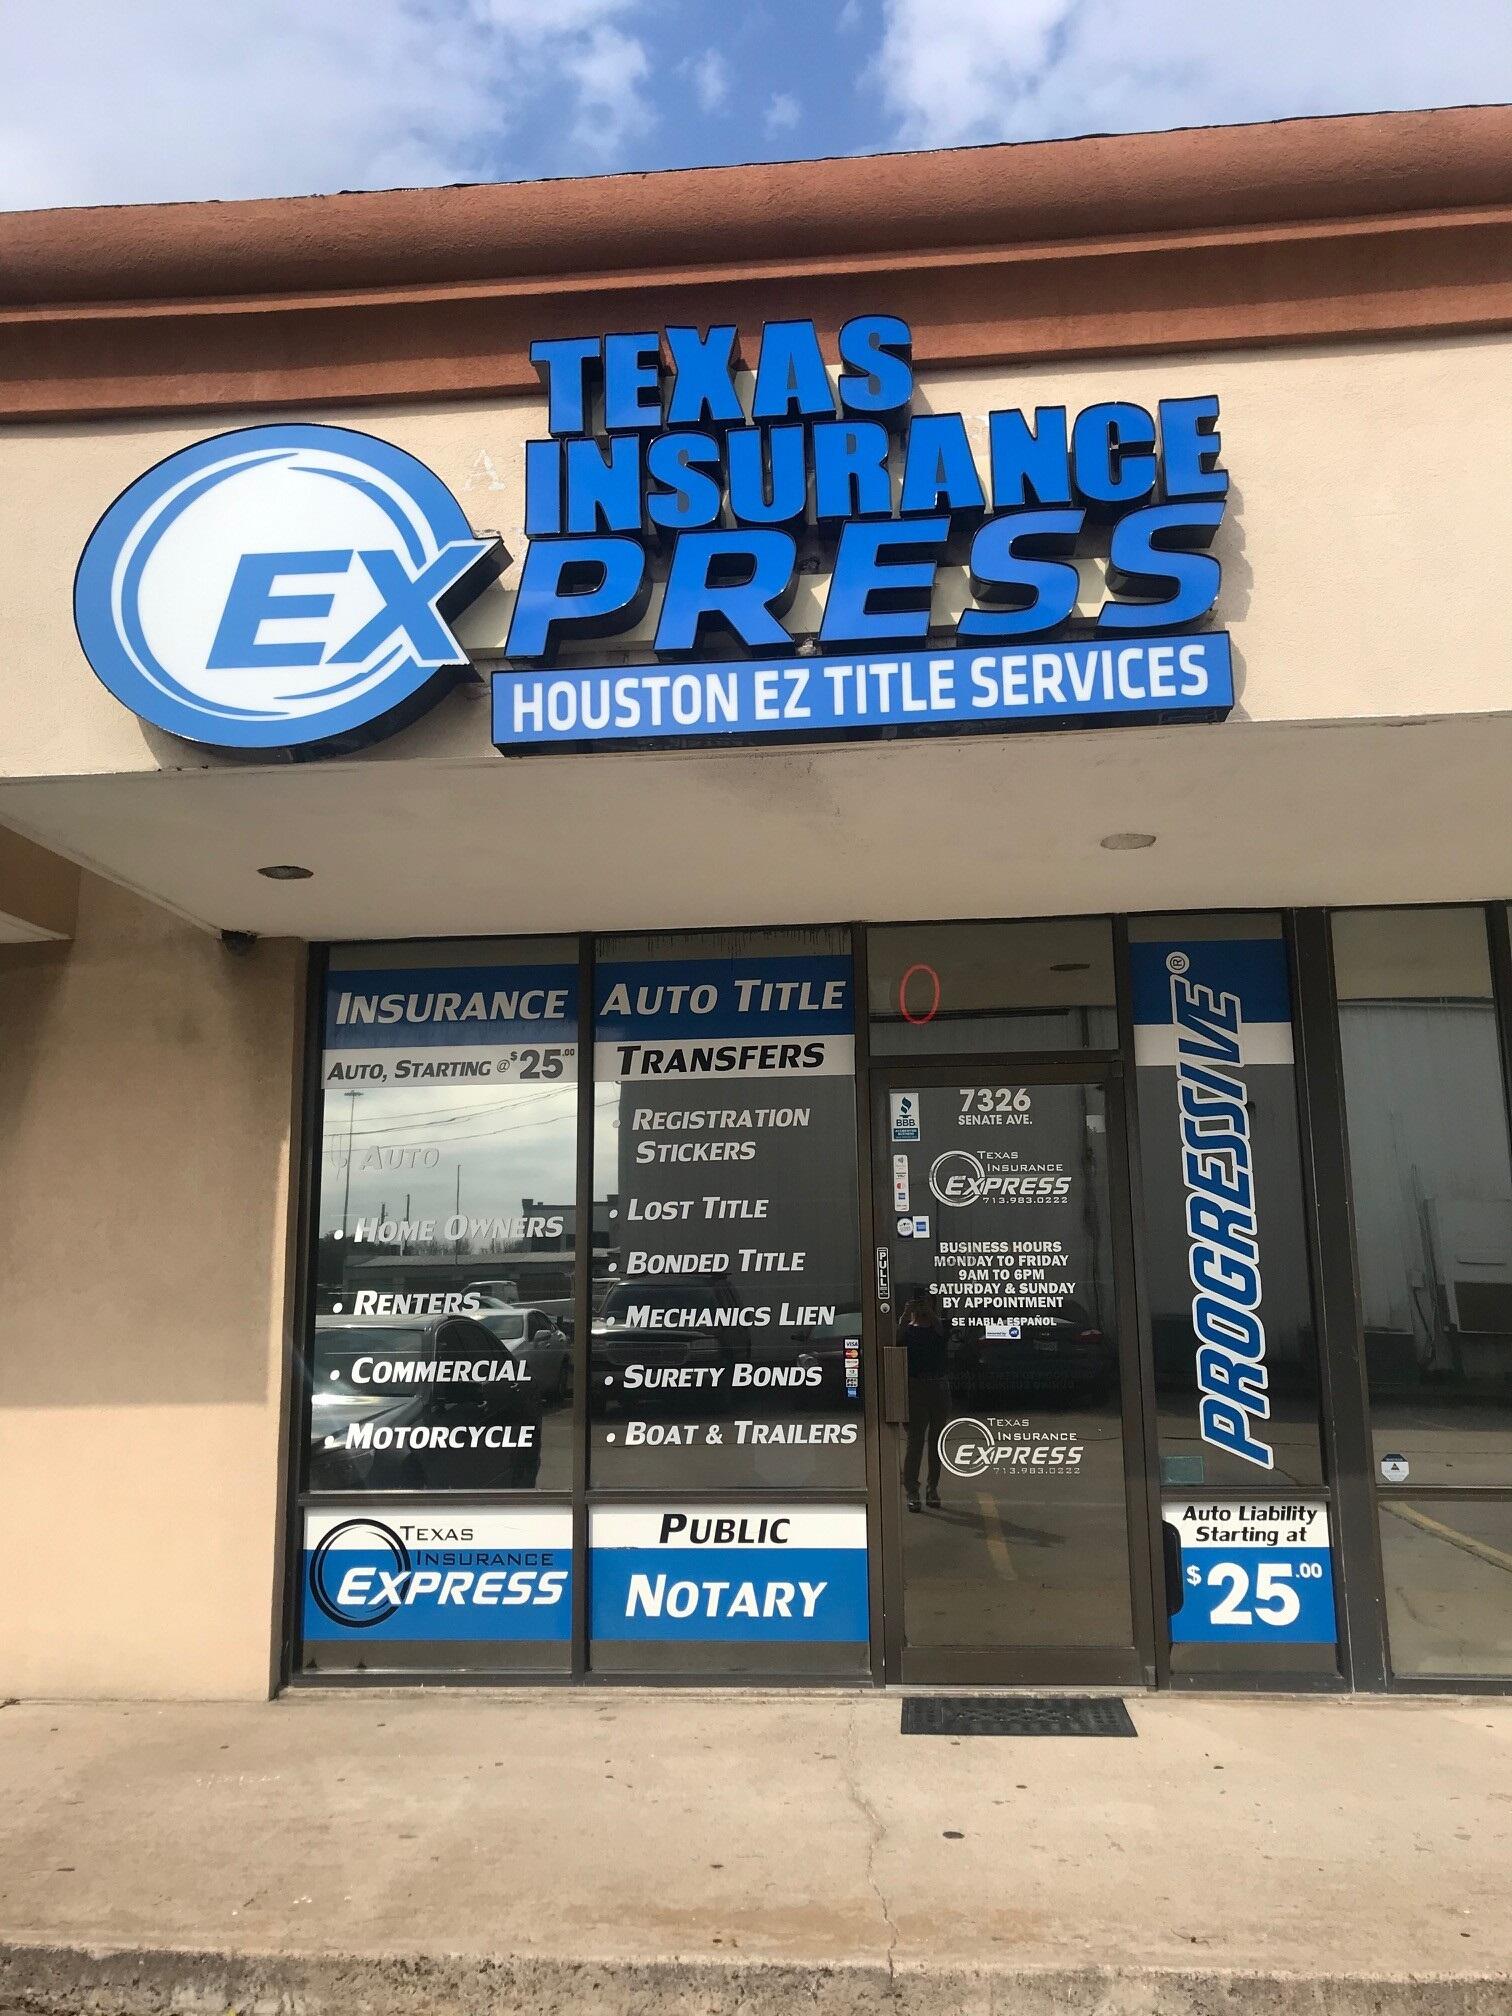 TEXAS
INSURANCE
EXPRESS
HOUSTON EZ TITLE SERVICES
INSURANCE
AUTO, STARTING @ $25.00
• AUTO
• HOME OWNERS
• RENTERS
• COMMERCIAL
• MOTORCYCLE
TEXAS
INSURANCE
EXPRESS
AUTO TITLE
TRANSFERS
• REGISTRATION
STICKERS
• LOST TITLE
• BONDED TITLE
• MECHANICS LIEN
• SURETY BONDS
• BOAT & TRAILERS
VISA
PUBLIC
NOTARY
BBB
7326
SENATE AVE.
TEXAS
INSURANCE
EXPRESS
713.983.0222
PULL
BUSINESS HOURS
MONDAY TO FRIDAY
9AM TO 6PM
SATURDAY & SUNDAY
BY APPOINTMENT
SE HABLA ESPAÑOL
TEXAS
INSURANCE
EXPRESS
713.983.0222
PROGRESSIVE®
Auto Liability
Starting at
$25.00